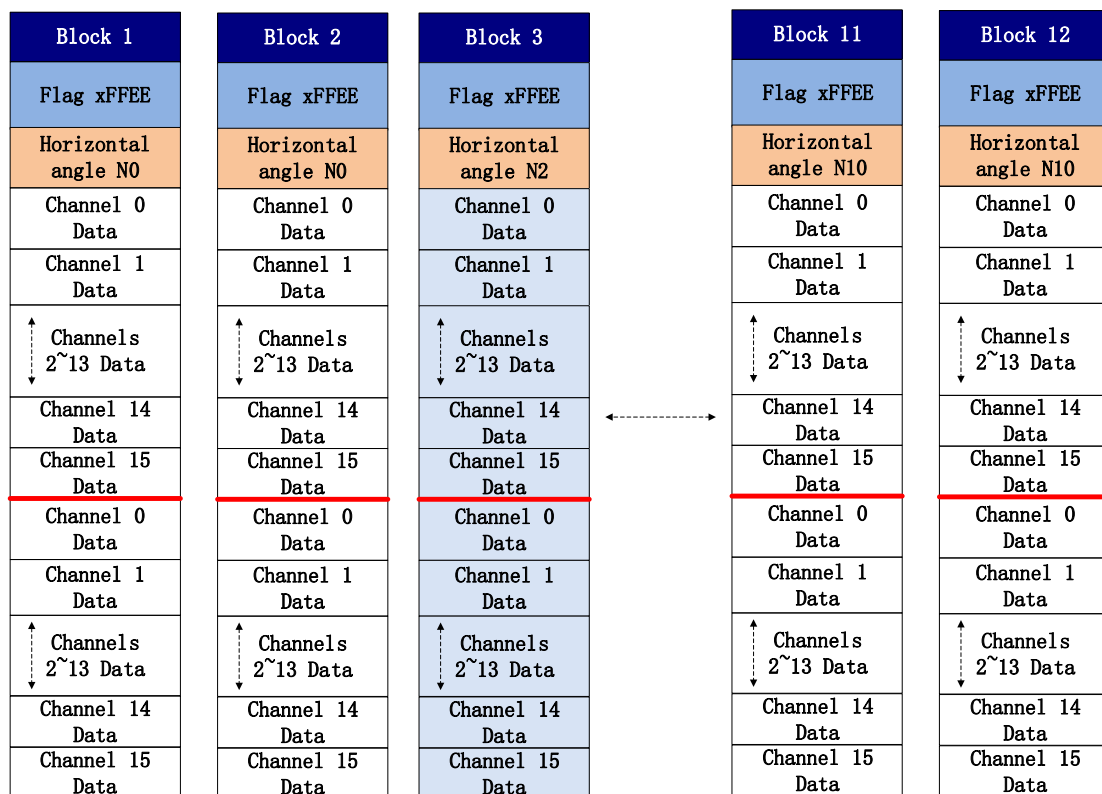 Block 1
Flag xFFEE
Horizontal
angle N0
Channel 0
Data
Channel 1
Data
Channels
2~13 Data
Channel 14
Data
Channel 15
Data
Channel 0
Data
Channel 1
Data
Channels
2~13 Data
Channel 14
Data
Channel 15
Data
Block 2
Flag xFFEE
Horizontal
angle N0
Channel 0
Data
Channel 1
Data
Channels
2~13 Data
Channel 14
Data
Channel 15
Data
Channel 0
Data
Channel 1
Data
Channels
2~13 Data
Channel 14
Data
Channel 15
Data
Block 3
Flag xFFEE
Horizontal
angle N2
Channel 0
Data
Channel 1
Data
Channels
2~13 Data
Channel 14
Data
Channel 15
Data
Channel 0
Data
Channel 1
Data
Channels
2~13 Data
Channel 14
Data
Channel 15
Data
Block 11
Flag xFFEE
Horizontal
angle N10
Channel 0
Data
Channel 1
Data
Channels
2~13 Data
Channel 14
Data
Channel 15
Data
Channel 0
Data
Channel 1
Data
Channels
2~13 Data
Channel 14
Data
Channel 15
Data
Block 12
Flag xFFEE
Horizontal
angle N10
Channel 0
Data
Channel 1
Data
Channels
2~13 Data
Channel 14
Data
Channel 15
Data
Channel 0
Data
Channel 1
Data
Channels
2~13 Data
Channel 14
Data
Channel 15
Data